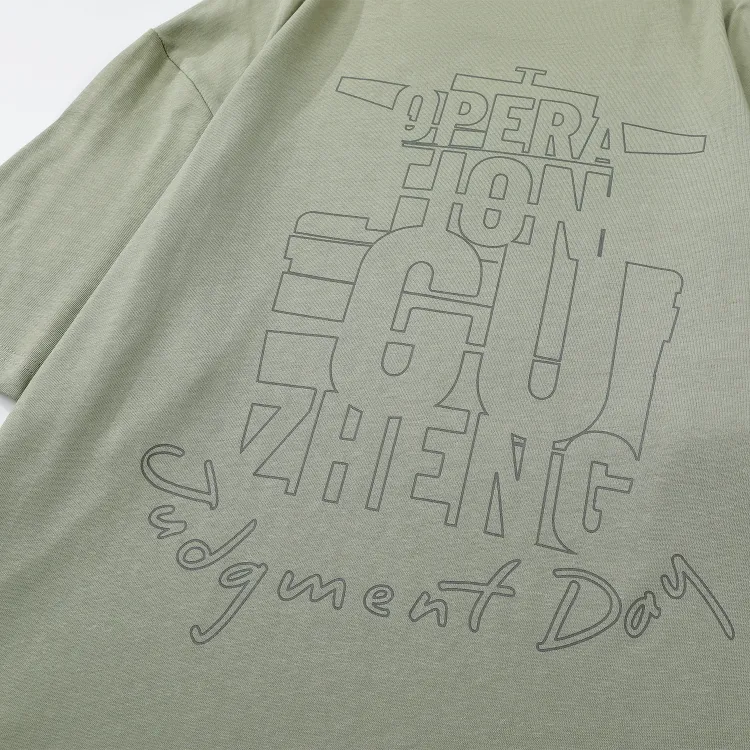 OPERA
TION
GU
ZHENG
Judgment Day